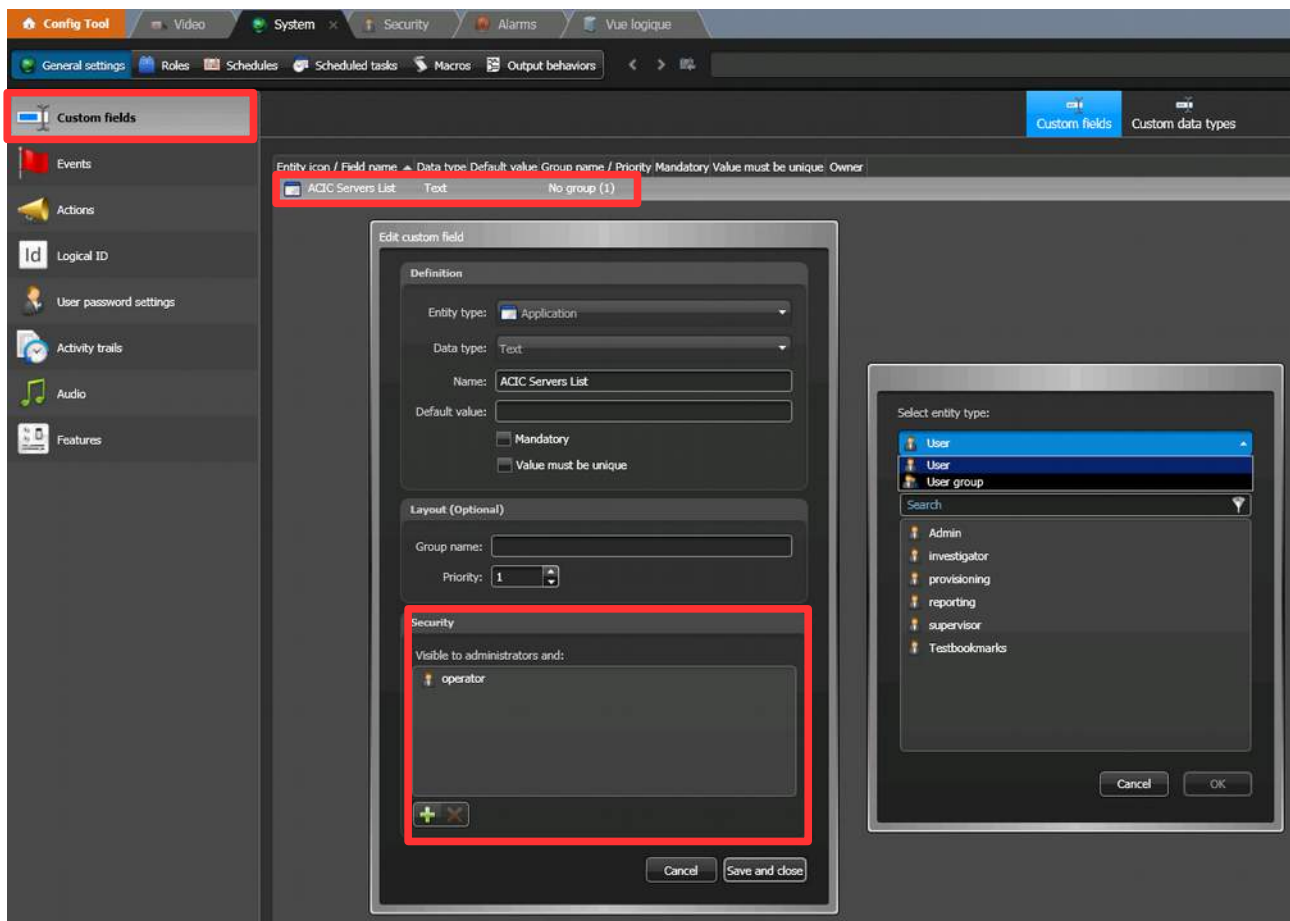 Config Tool Video System × Security Alarms Vue logique
General settings Roles Schedules Scheduled tasks Macros Output behaviors < >
Custom fields
Events
Actions
Id Logical ID
User password settings
Activity trails
Audio
Features
Custom fields Custom data types
Entity icon / Field name Data type Default value Group name / Priority Mandatory Value must be unique Owner
ACIC Servers List Text No group (1)
Edit custom field
Definition
Entity type: Application
Data type: Text
Name: ACIC Servers List
Default value:
Mandatory
Value must be unique
Layout (Optional)
Group name:
Priority: 1
Security
Visible to administrators and:
operator
Cancel Save and close
Select entity type:
User
User
User group
Search
Admin
investigator
provisioning
reporting
supervisor
Testbookmarks
Cancel OK